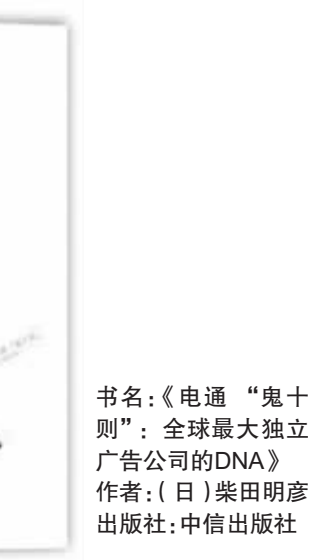 书名:《电通 “鬼十
则”: 全球最大独立
广告公司的DNA》
作者:( 日 )柴田明彦
出版社:中信出版社